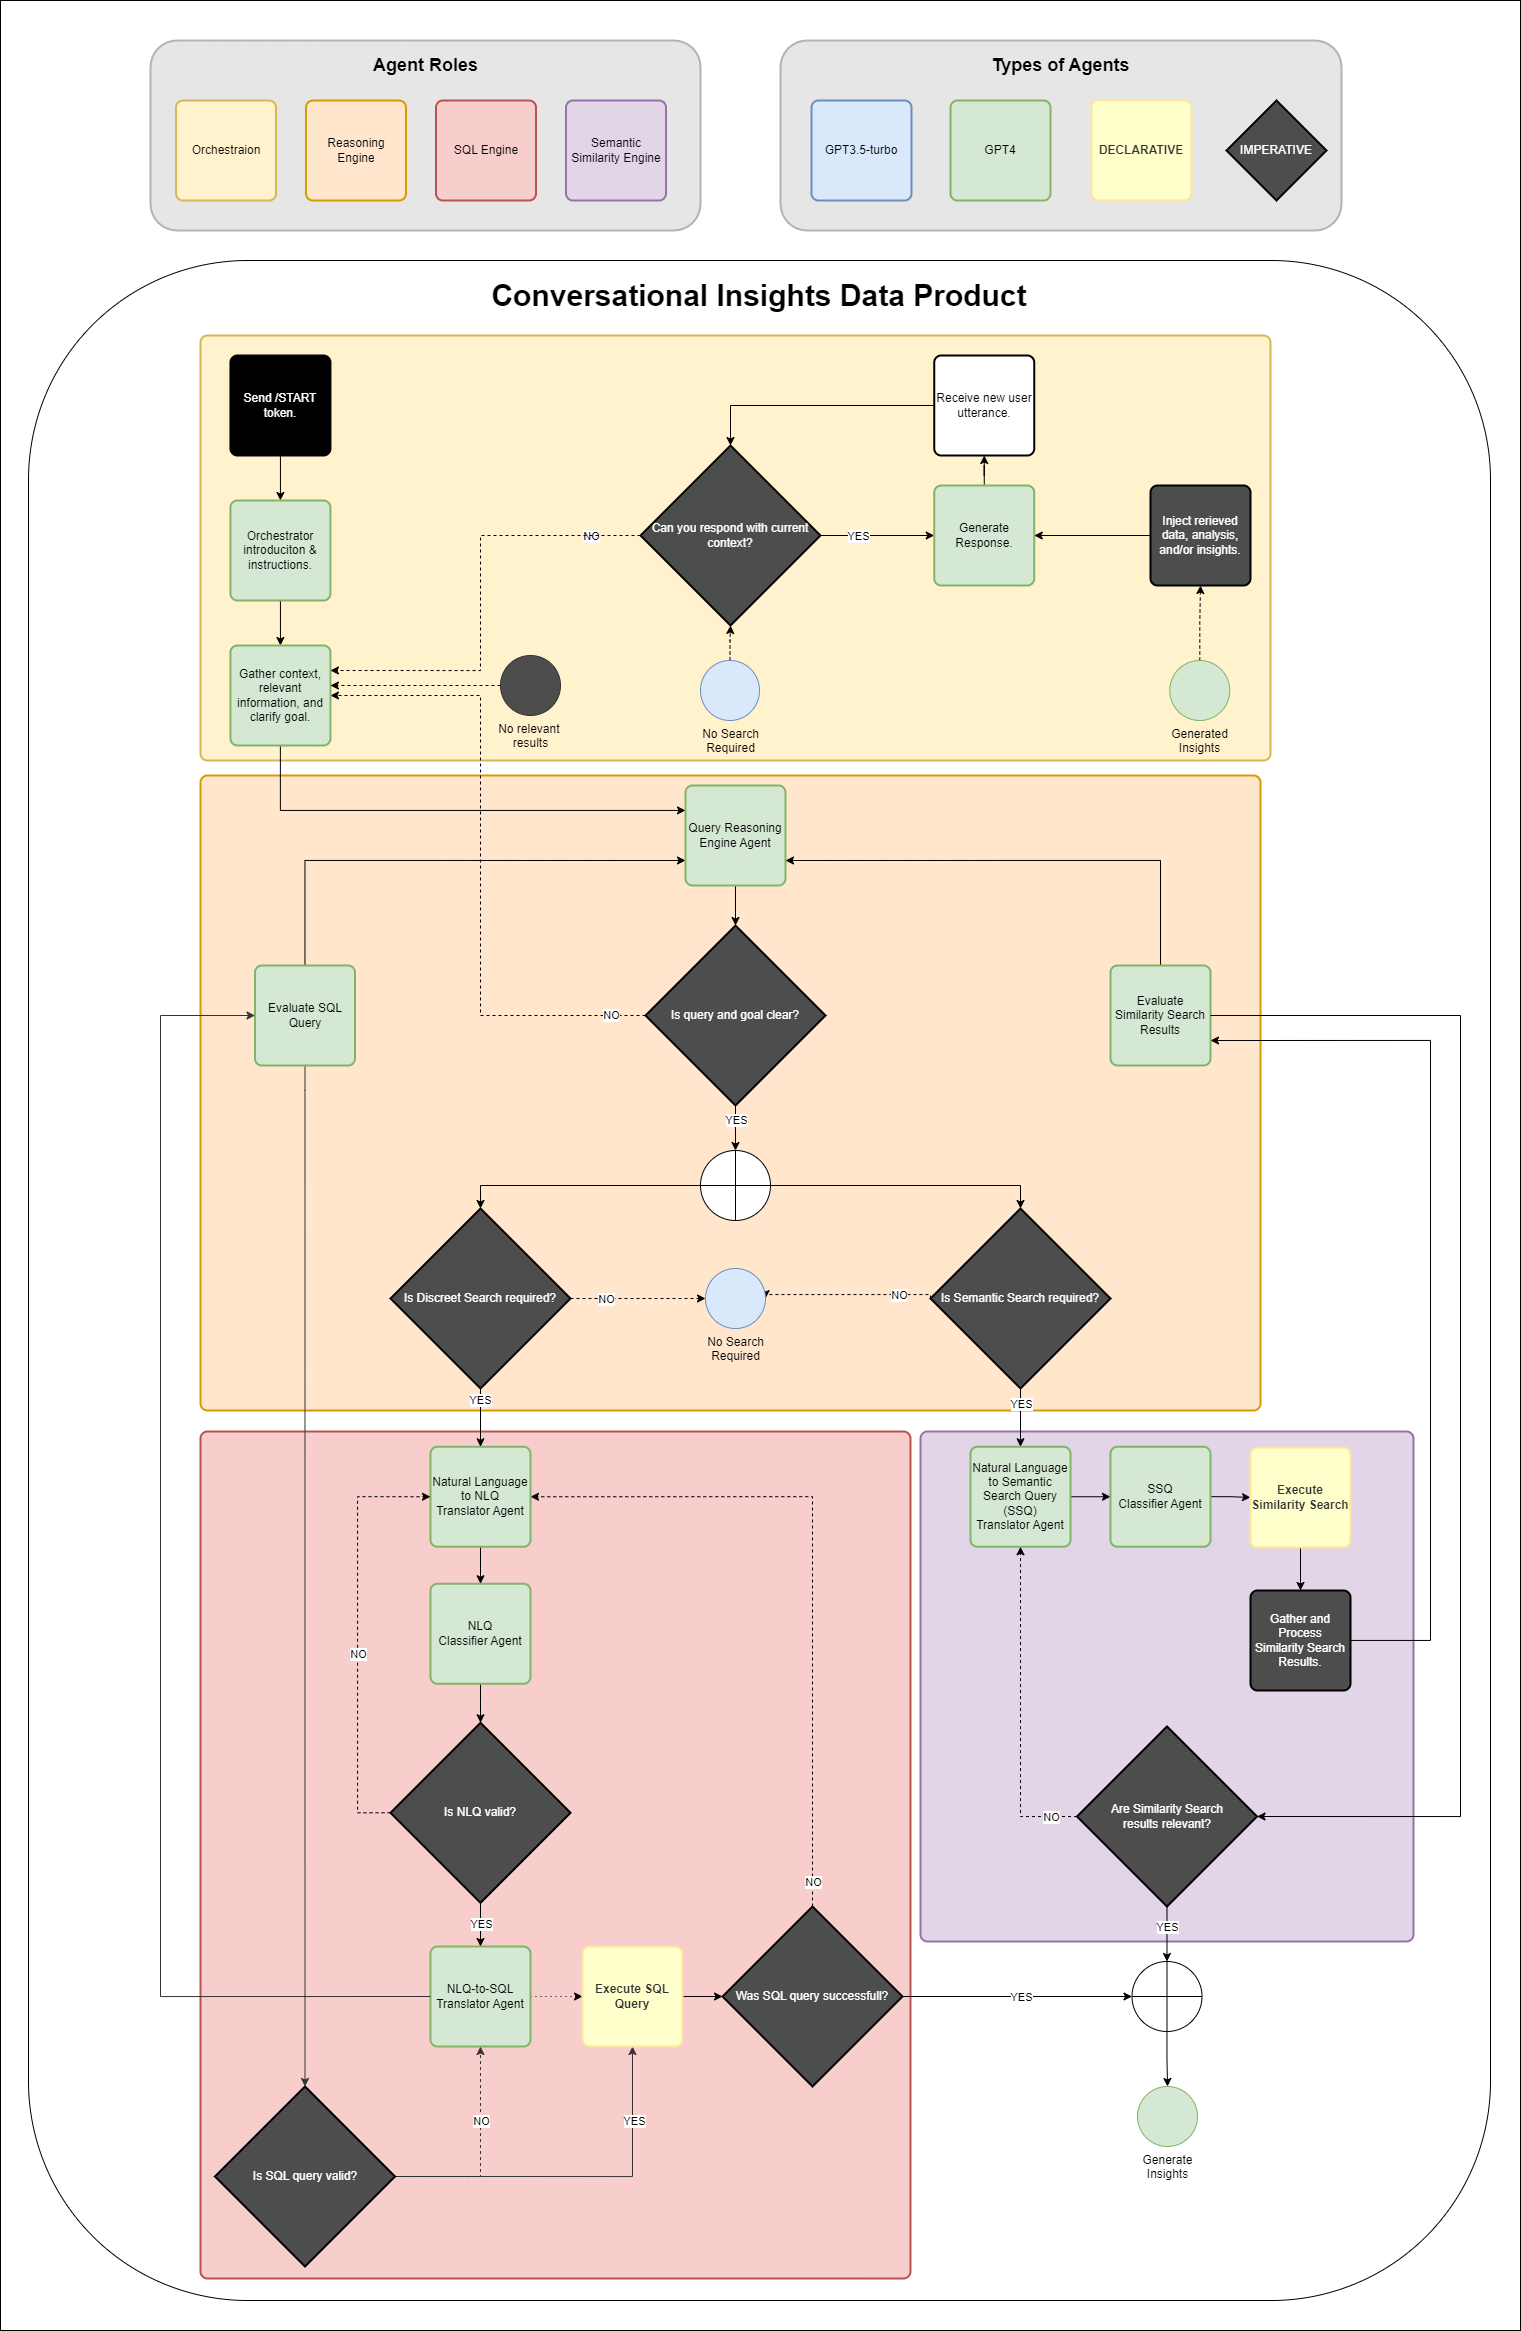 Agent Roles
Orchestraion
Reasoning
Engine
SQL Engine
Semantic
Similarity Engine
Types of Agents
GPT3.5-turbo
GPT4
DECLARATIVE
IMPERATIVE
Conversational Insights Data Product
Send /START
token.
Receive new user
utterance.
Orchestrator
introduciton &
instructions.
Can you respond with current
context?
NO
YES
Generate
Response.
Inject rerieved
data, analysis,
and/or insights.
Gather context,
relevant
information, and
clarify goal.
No relevant
results
No Search
Required
Generated
Insights
Query Reasoning
Engine Agent
Evaluate SQL
Query
NO
Is query and goal clear?
Evaluate
Similarity Search
Results
YES
Is Discreet Search required?
NO
No Search
Required
NO
Is Semantic Search required?
YES
YES
Natural Language
to NLQ
Translator Agent
Natural Language
to Semantic
Search Query
(SSQ)
Translator Agent
SSQ
Classifier Agent
Execute
Similarity Search
NLQ
Classifier Agent
NO
Gather and
Process
Similarity Search
Results.
Is NLQ valid?
NO
Are Similarity Search
results relevant?
NO
YES
YES
NLQ-to-SQL
Translator Agent
Execute SQL
Query
Was SQL query successfull?
YES
NO
YES
Is SQL query valid?
Generate
Insights